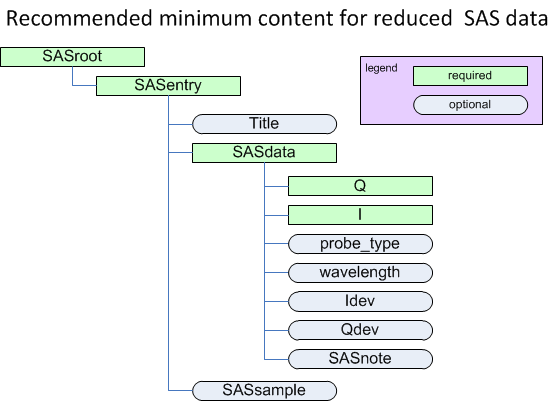 Recommended minimum content for reduced SAS data
SASroot
legend
required
SASentry
optional
Title
SASdata
Q
I
probe_type
wavelength
Idev
Qdev
SASnote
SASsample